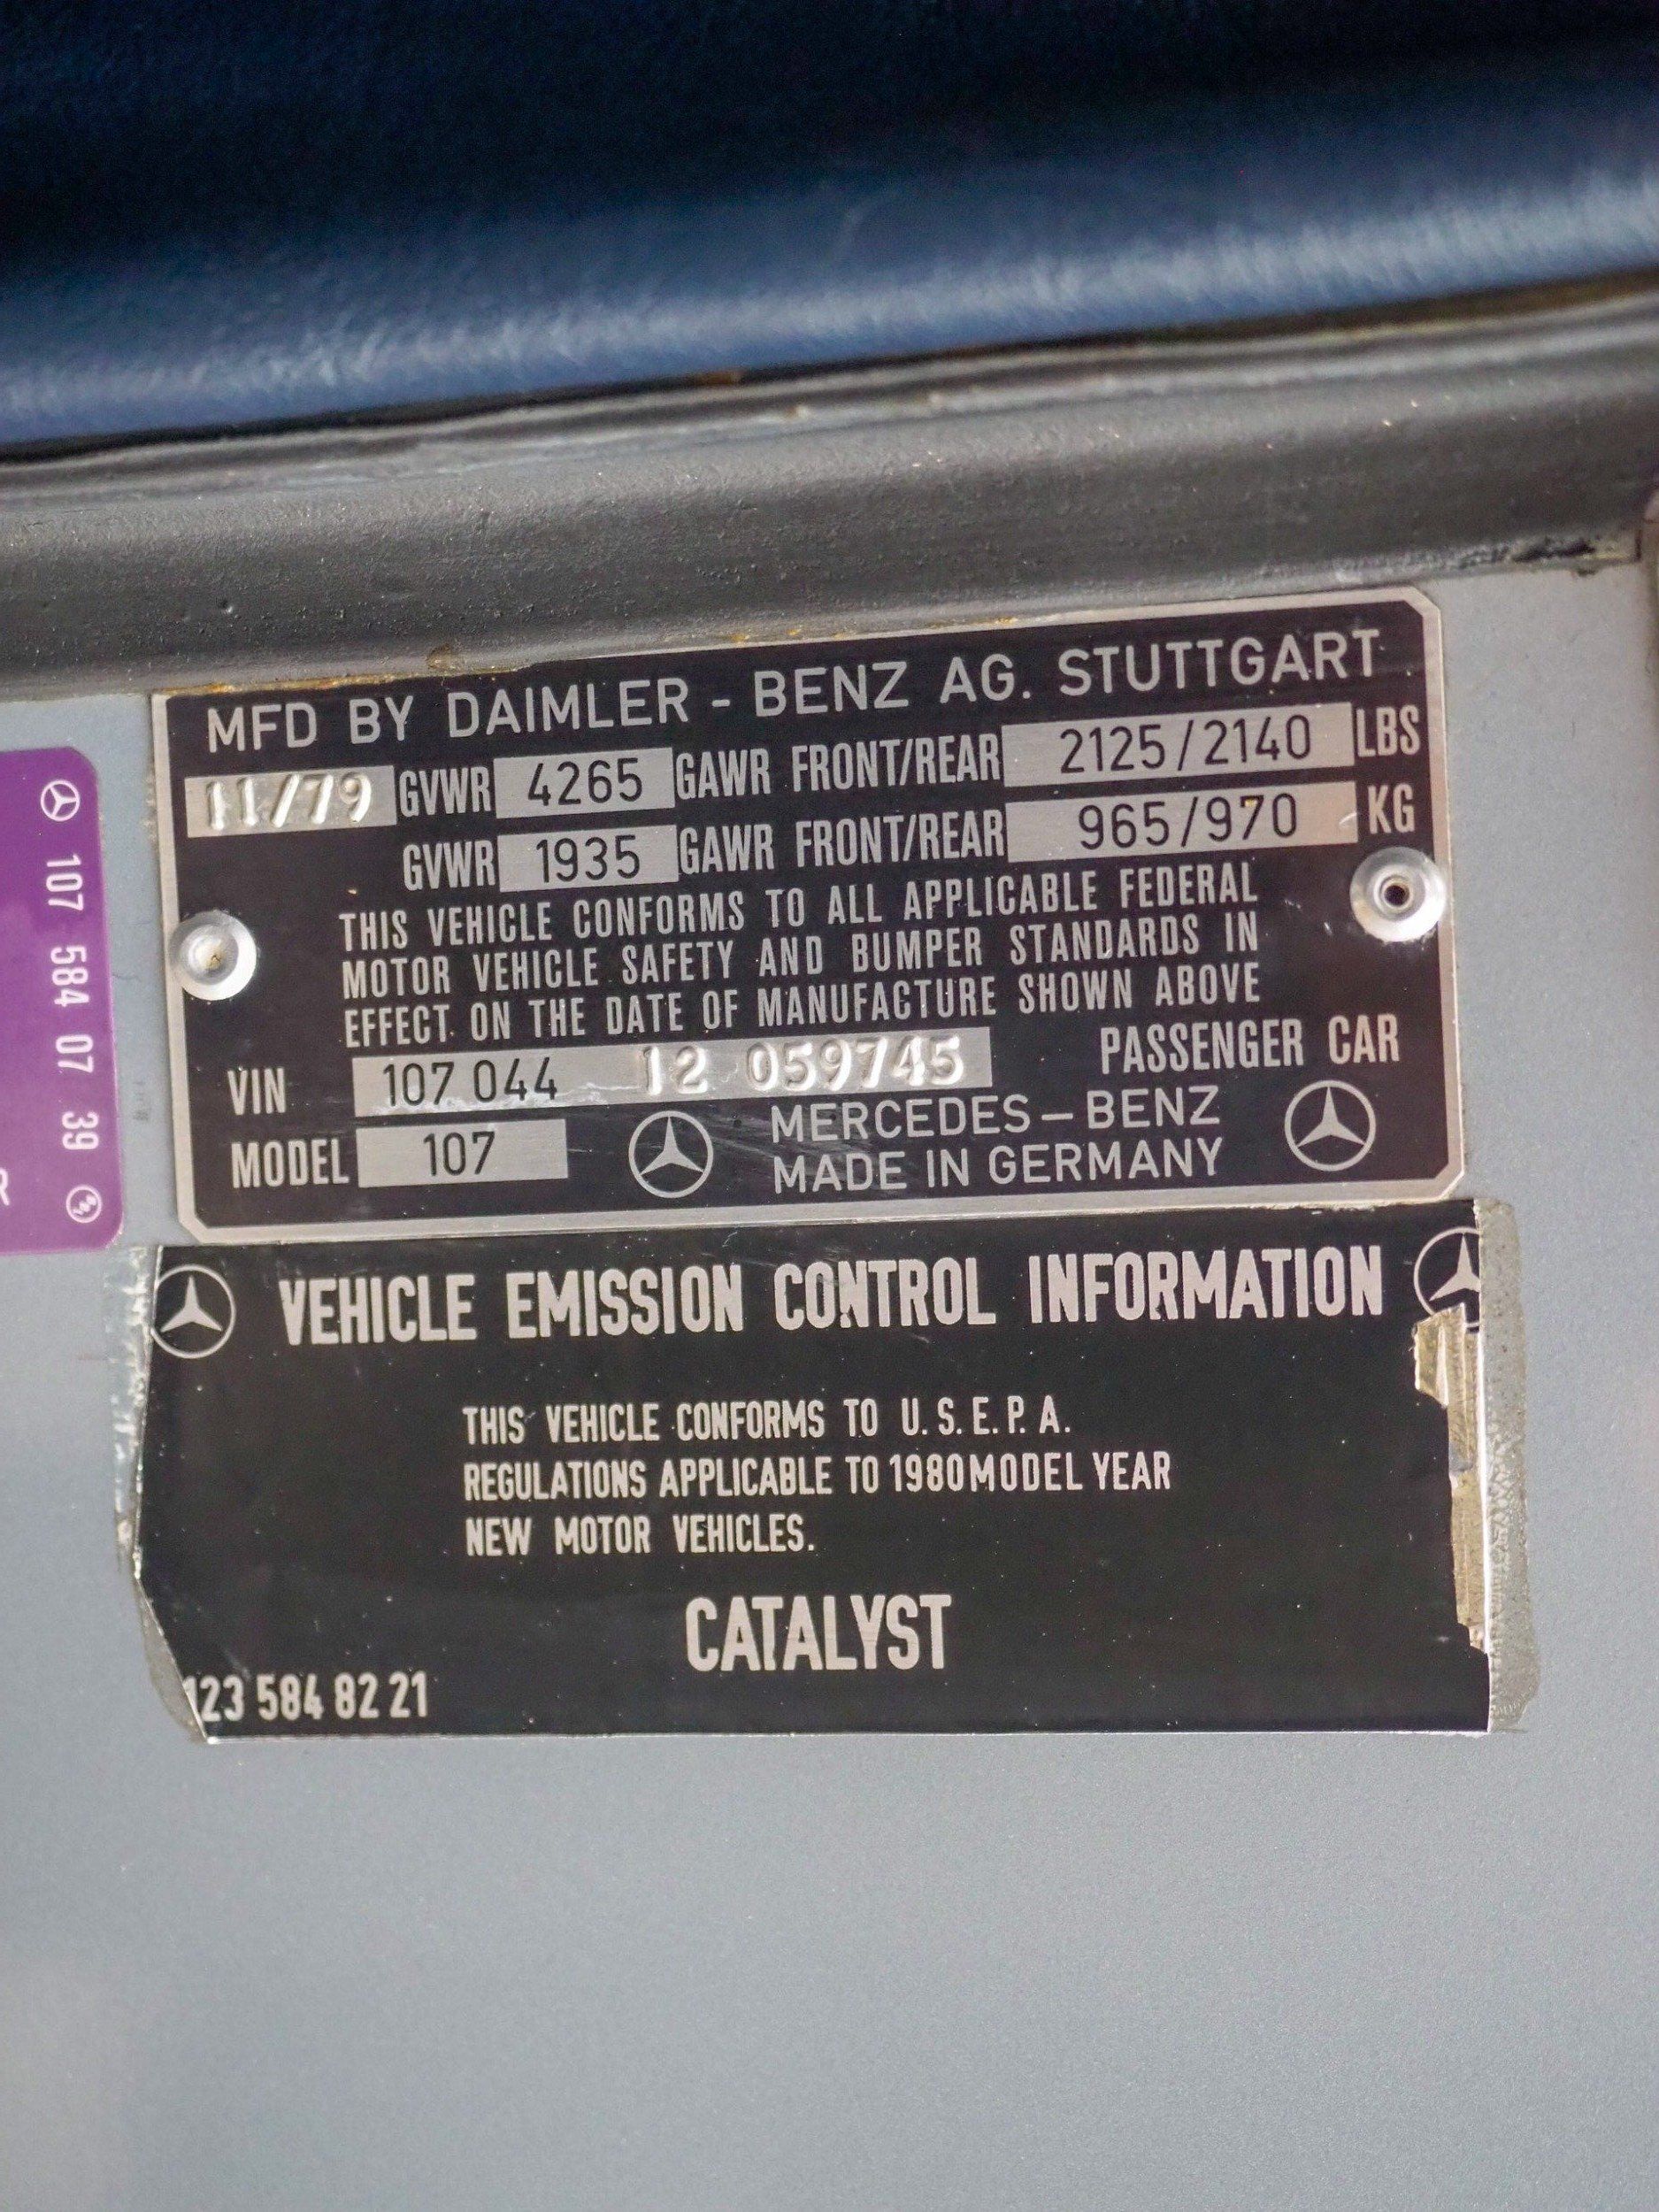 MFD BY DAIMLER - BENZ AG. STUTTGART
11/79 GVWR 4265 GAWR FRONT/REAR 2125/2140 LBS
GVWR 1935 GAWR FRONT/REAR 965/970 KG
THIS VEHICLE CONFORMS TO ALL APPLICABLE FEDERAL
MOTOR VEHICLE SAFETY AND BUMPER STANDARDS IN
EFFECT ON THE DATE OF MANUFACTURE SHOWN ABOVE
VIN 107 044 12 059745 PASSENGER CAR
MODEL 107 MERCEDES – BENZ
MADE IN GERMANY
107 584 07 39
VEHICLE EMISSION CONTROL INFORMATION
THIS VEHICLE CONFORMS TO U.S.E.P.A.
REGULATIONS APPLICABLE TO 1980 MODEL YEAR
NEW MOTOR VEHICLES.
CATALYST
123 584 82 21